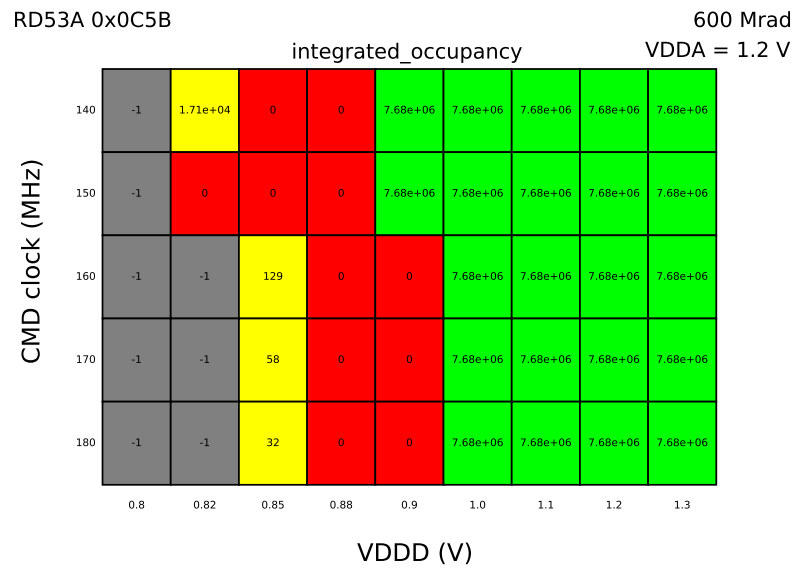 RD53A 0x0C5B
600 Mrad
integrated_occupancy
VDDA = 1.2 V
CMD clock (MHz)
140 -1 1.71e+04 0 0 7.68e+06 7.68e+06 7.68e+06 7.68e+06 7.68e+06
150 -1 0 0 0 7.68e+06 7.68e+06 7.68e+06 7.68e+06 7.68e+06
160 -1 -1 129 0 0 7.68e+06 7.68e+06 7.68e+06 7.68e+06
170 -1 -1 58 0 0 7.68e+06 7.68e+06 7.68e+06 7.68e+06
180 -1 -1 32 0 0 7.68e+06 7.68e+06 7.68e+06 7.68e+06
0.8 0.82 0.85 0.88 0.9 1.0 1.1 1.2 1.3
VDDD (V)